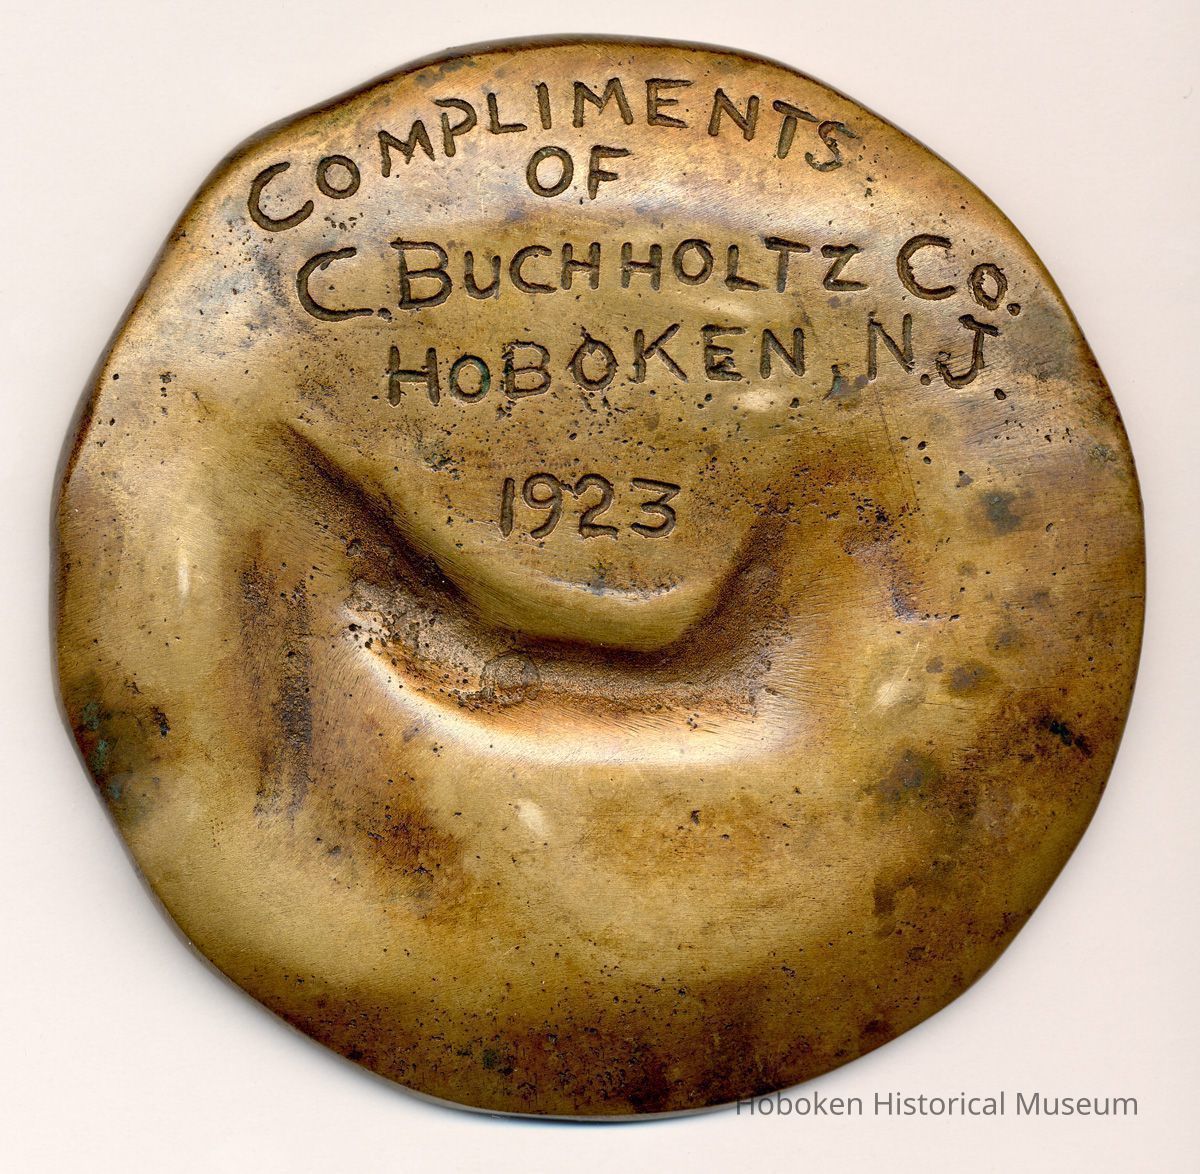 COMPLIMENTS
OF
C. BUCHHOLTZ CO.
HOBOKEN, N.J.
1923
Hoboken Historical Museum